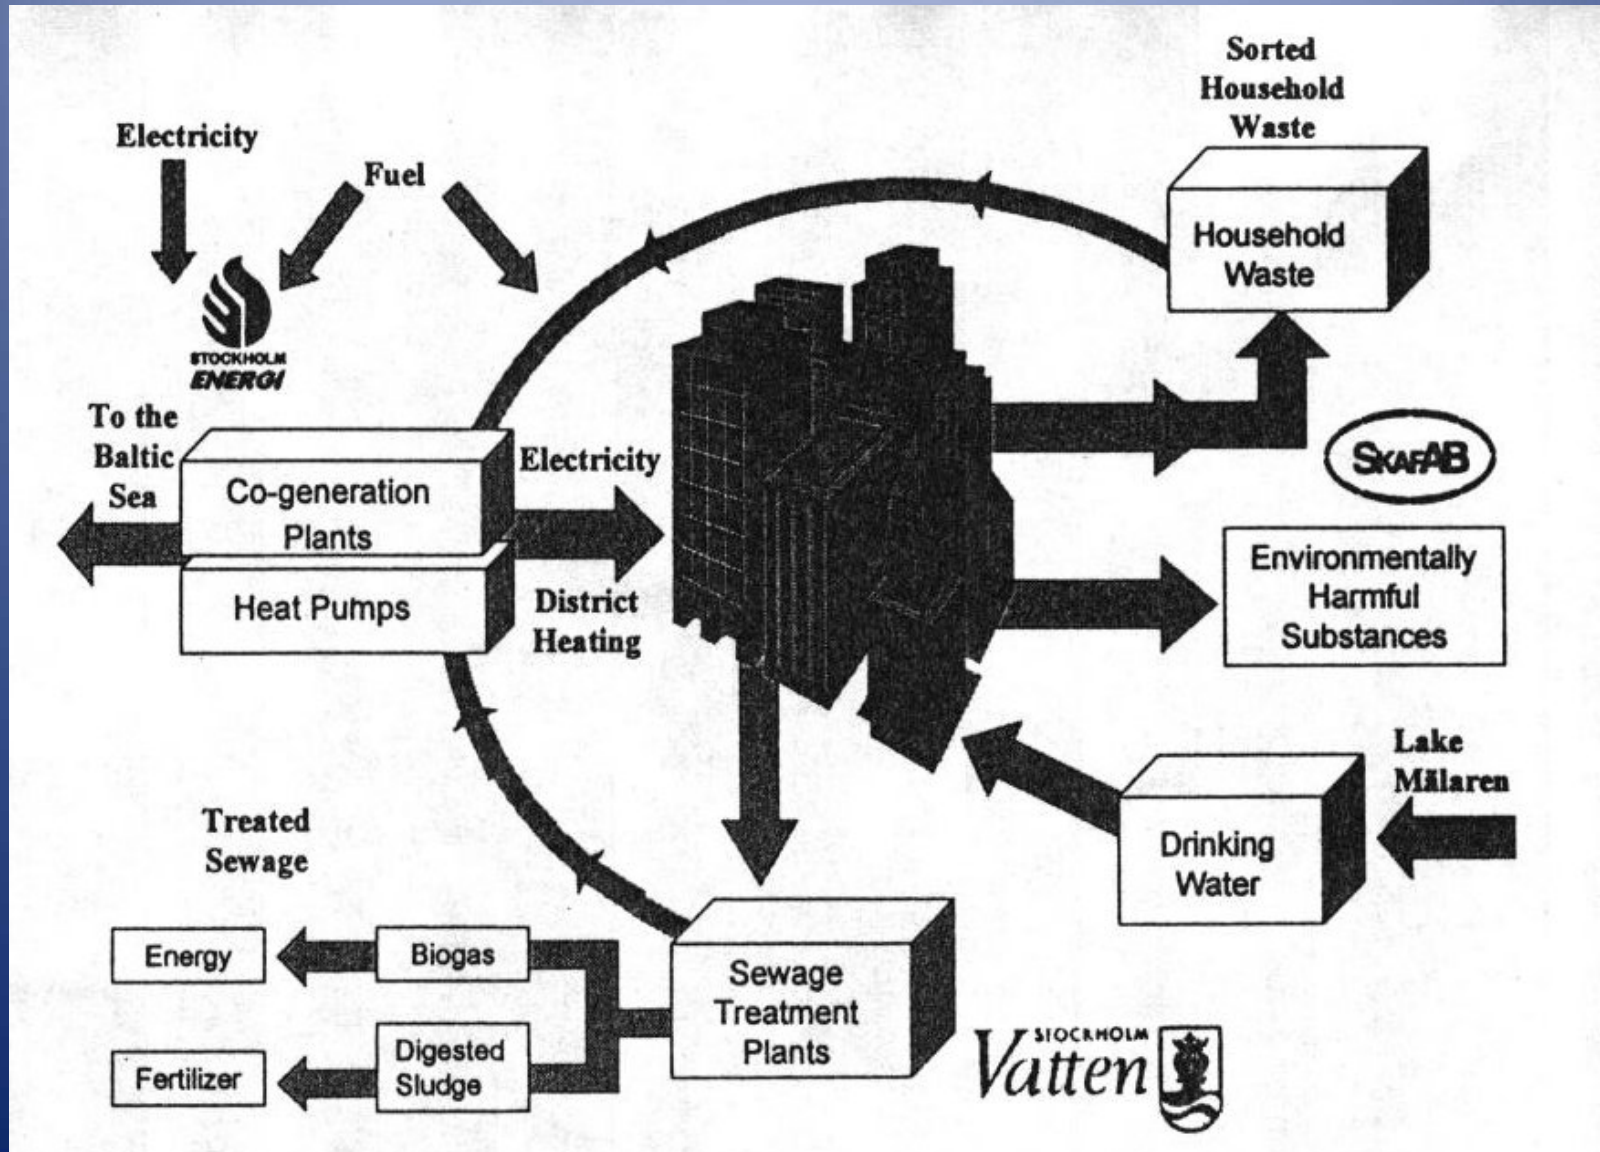 Sorted
Household
Waste
Electricity
Fuel
Household
Waste
STOCKHOLM
ENERGI
To the
Baltic
Sea
Electricity
SKAFAB
Co-generation
Plants
Environmentally
Harmful
Substances
Heat Pumps
District
Heating
Lake
Mälaren
Treated
Sewage
Drinking
Water
Energy
Biogas
Sewage
Treatment
Plants
Digested
Sludge
Fertilizer
STOCKHOLM
Vatten